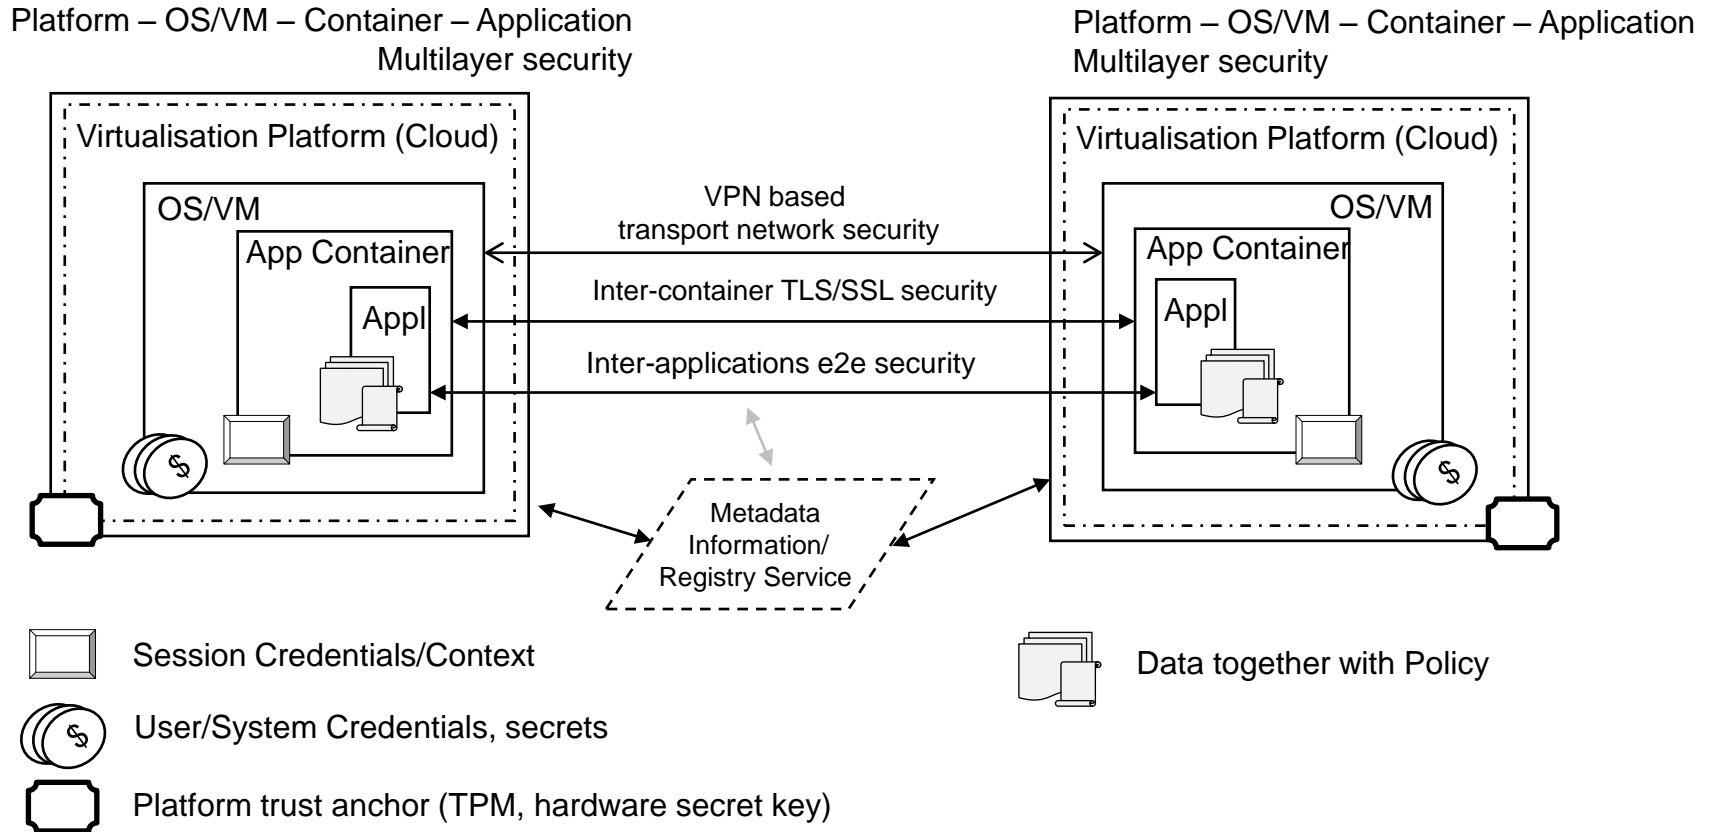 Platform – OS/VM – Container – Application
Multilayer security
Platform – OS/VM – Container – Application
Multilayer security
Virtualisation Platform (Cloud)
OS/VM
App Container
Appl
$
VPN based
transport network security
Inter-container TLS/SSL security
Inter-applications e2e security
Virtualisation Platform (Cloud)
OS/VM
App Container
Appl
$
Metadata
Information/
Registry Service
Session Credentials/Context
$
User/System Credentials, secrets
Platform trust anchor (TPM, hardware secret key)
Data together with Policy